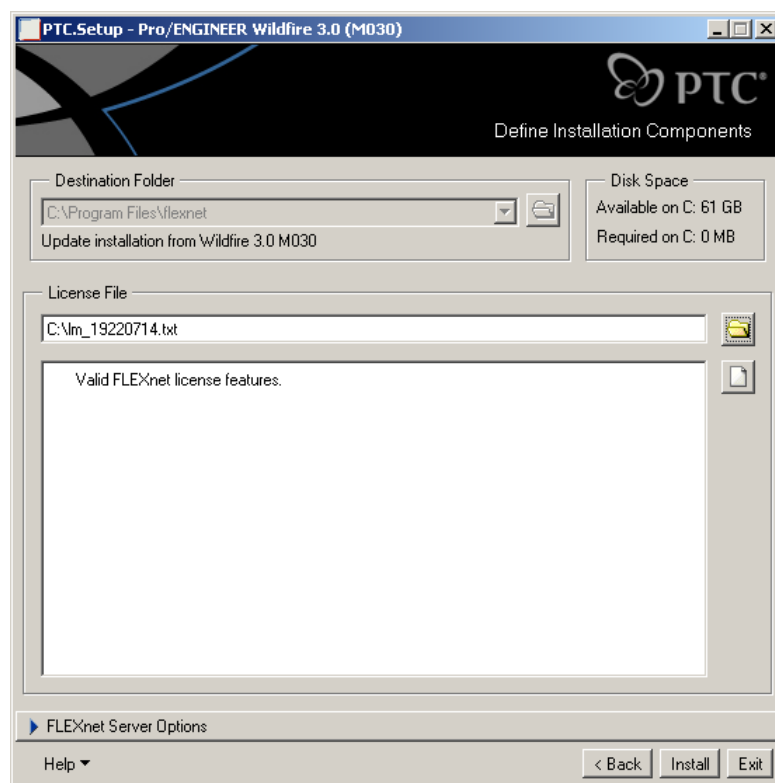 PTC.Setup - Pro/ENGINEER Wildfire 3.0 (M030)
PTC®
Define Installation Components
Destination Folder
C:\Program Files\flexnet
Update installation from Wildfire 3.0 M030
Disk Space
Available on C: 61 GB
Required on C: 0 MB
License File
C:\lm_19220714.txt
Valid FLEXnet license features.
FLEXnet Server Options
Help
< Back
Install
Exit